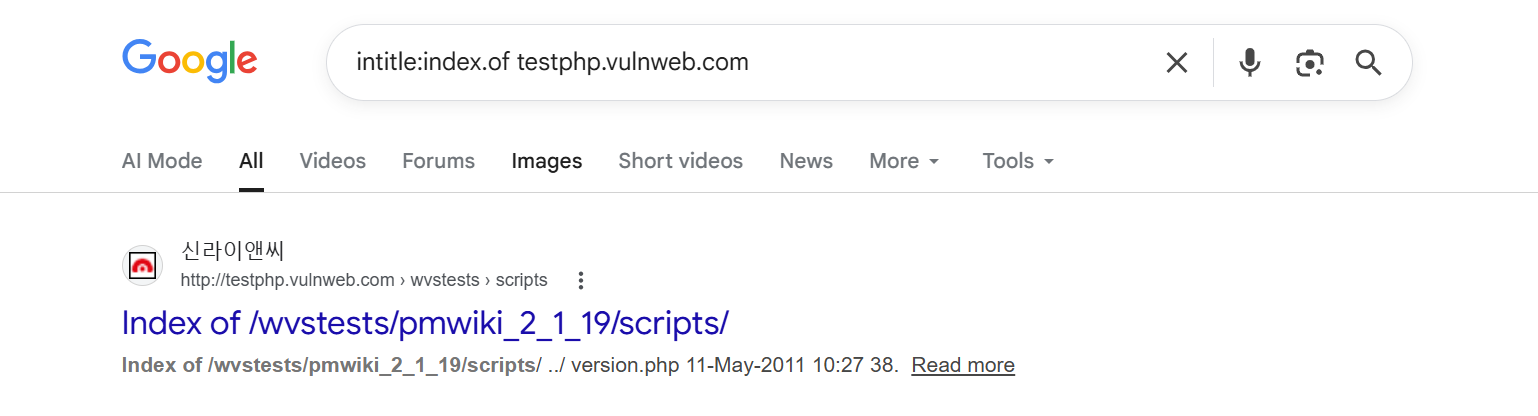 Google intitle:index.of testphp.vulnweb.com
AI Mode All Videos Forums Images Short videos News More Tools
신라이앤씨
http://testphp.vulnweb.com › wvstests › scripts
Index of /wvstests/pmwiki_2_1_19/scripts/
Index of /wvstests/pmwiki_2_1_19/scripts/ ../ version.php 11-May-2011 10:27 38. Read more